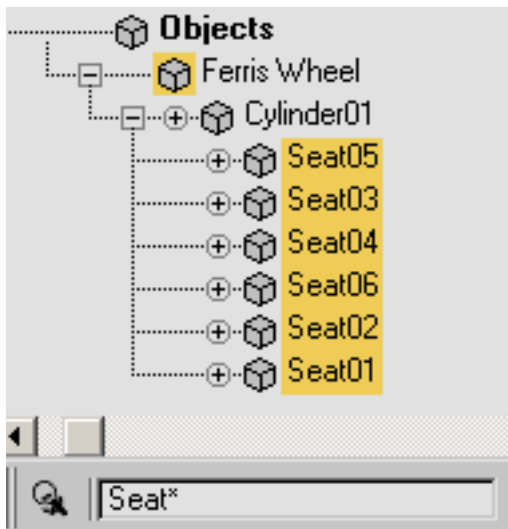 Objects
Ferris Wheel
Cylinder01
Seat05
Seat03
Seat04
Seat06
Seat02
Seat01
Seat*